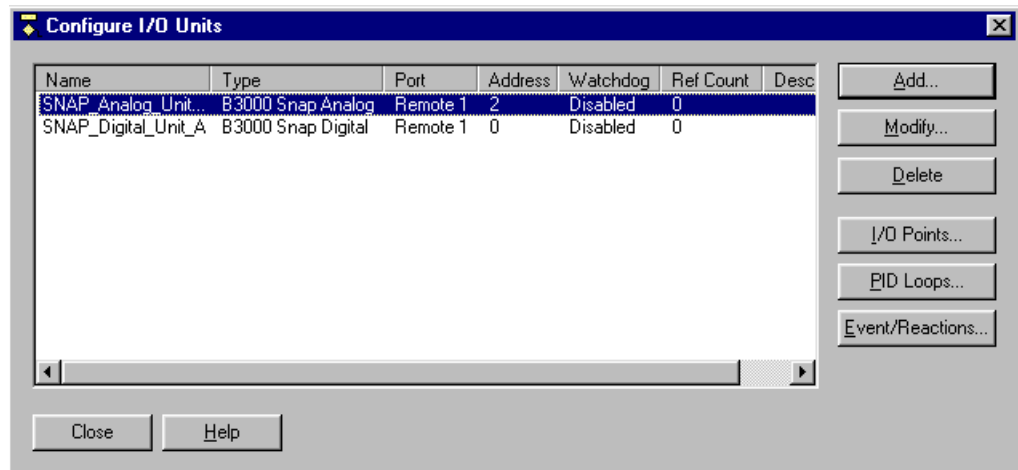 Configure I/O Units
Name Type Port Address Watchdog Ref Count Desc
SNAP_Analog_Unit... B3000 Snap Analog Remote 1 2 Disabled 0
SNAP_Digital_Unit_A B3000 Snap Digital Remote 1 0 Disabled 0
Add...
Modify...
Delete
I/O Points...
PID Loops...
Event/Reactions...
Close Help